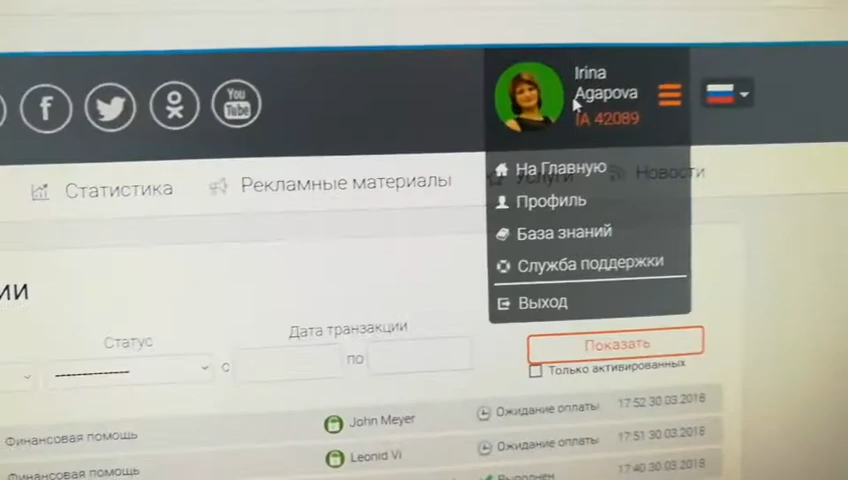 You
Tube
Irina
Agapova
IA 42089
Статистика
Рекламные материалы
Услуги
Новости
На Главную
Профиль
База знаний
Служба поддержки
Выход
ии
Статус
Дата транзакции
---------------
с
по
Показать
Только активированных
Финансовая помощь
John Meyer
Ожидание оплаты
17:52 30.03.2018
Финансовая помощь
Leonid Vi
Ожидание оплаты
17:51 30.03.2018
Выполнен
17:40 30.03.2018